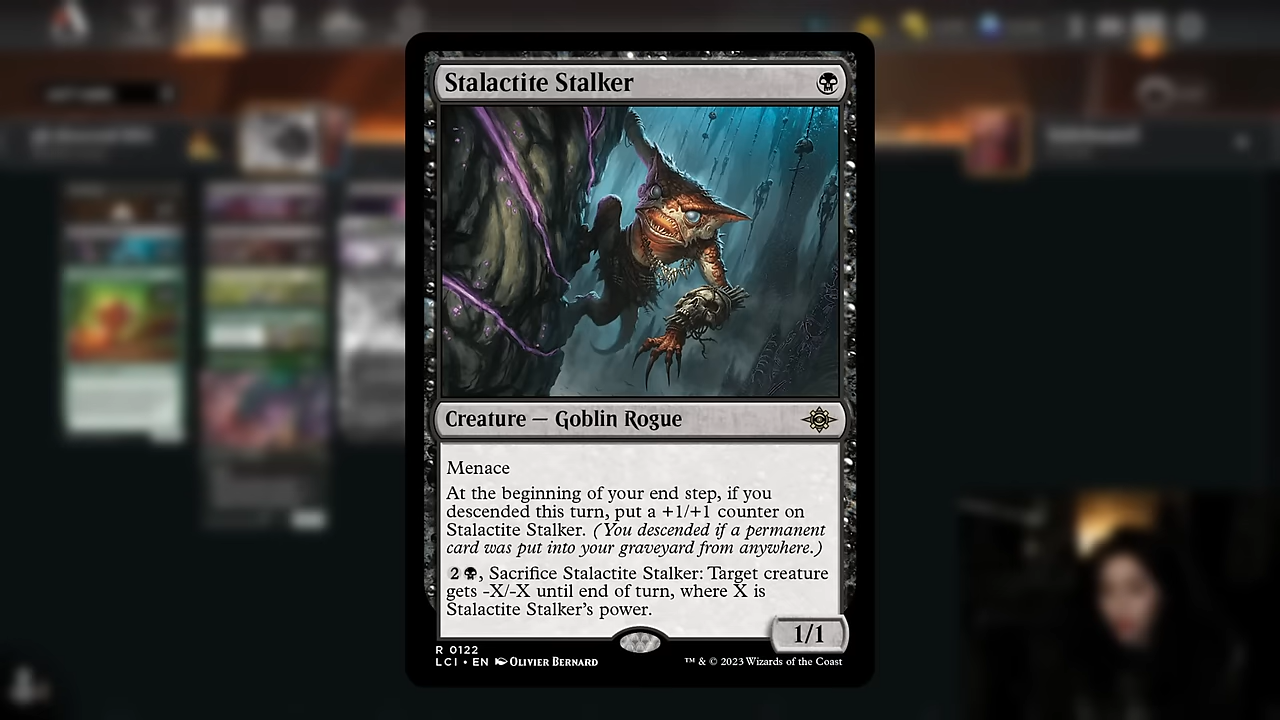 Stalactite Stalker
Creature — Goblin Rogue
Menace
At the beginning of your end step, if you
descended this turn, put a +1/+1 counter on
Stalactite Stalker. (You descended if a permanent
card was put into your graveyard from anywhere.)
2, Sacrifice Stalactite Stalker: Target creature
gets -X/-X until end of turn, where X is
Stalactite Stalker's power.
1/1
R 0122
LCI • EN Olivier Bernard
™ & © 2023 Wizards of the Coast